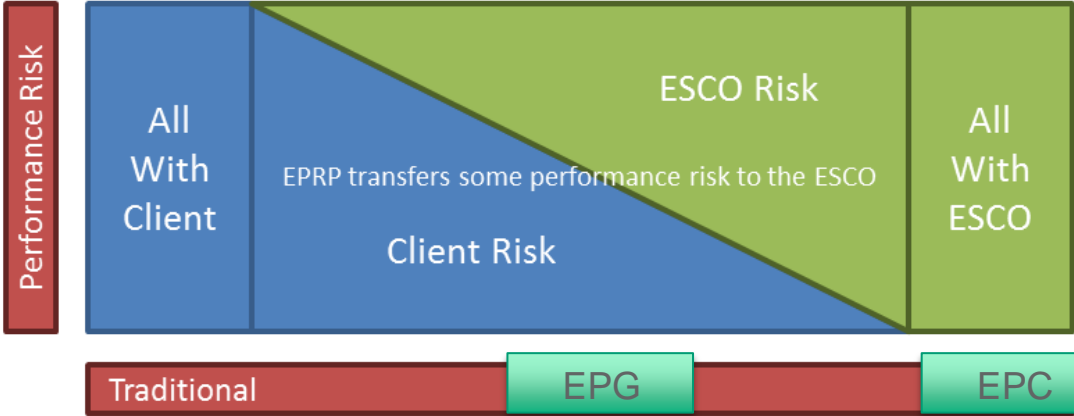 Performance Risk
All
With
Client
ESCO Risk
EPRP transfers some performance risk to the ESCO
Client Risk
All
With
ESCO
Traditional
EPG
EPC